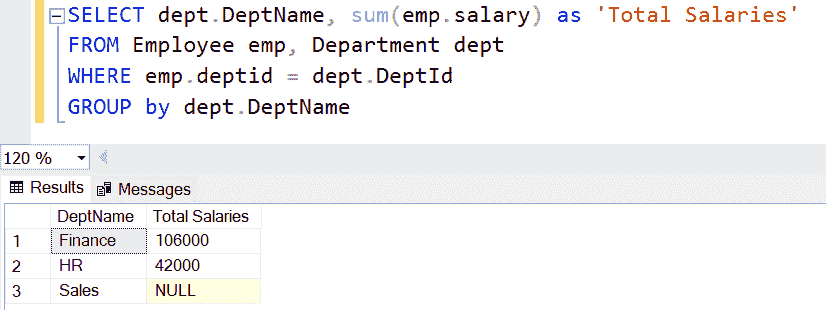 SELECT dept.DeptName, sum(emp.salary) as 'Total Salaries'
FROM Employee emp, Department dept
WHERE emp.deptid = dept.DeptId
GROUP by dept.DeptName
120 %
Results Messages
DeptName Total Salaries
1 Finance 106000
2 HR 42000
3 Sales NULL